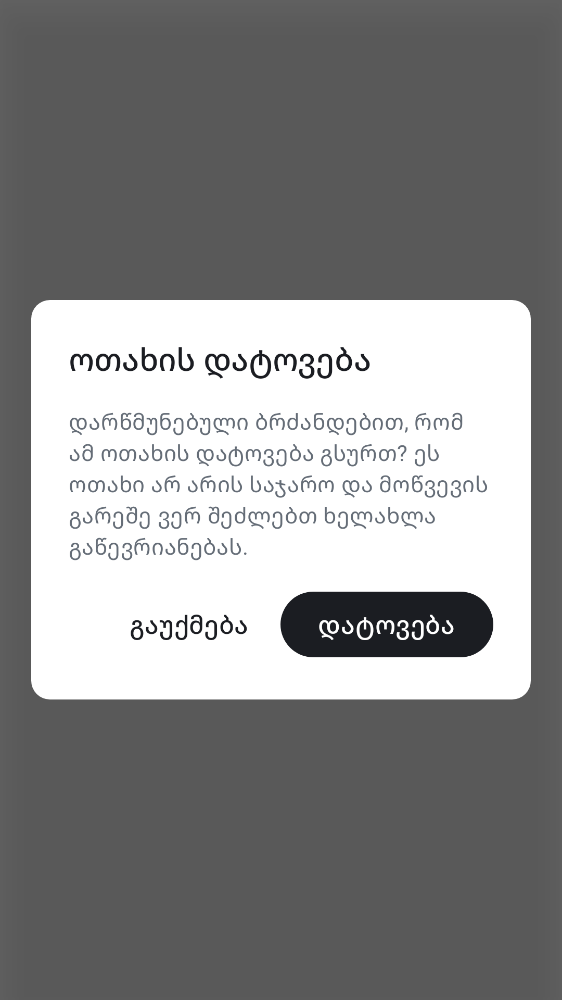 ოთახის დატოვება
დარწმუნებული ბრძანდებით, რომ
ამ ოთახის დატოვება გსურთ? ეს
ოთახი არ არის საჯარო და მოწვევის
გარეშე ვერ შეძლებთ ხელახლა
გაწევრიანებას.
გაუქმება
დატოვება